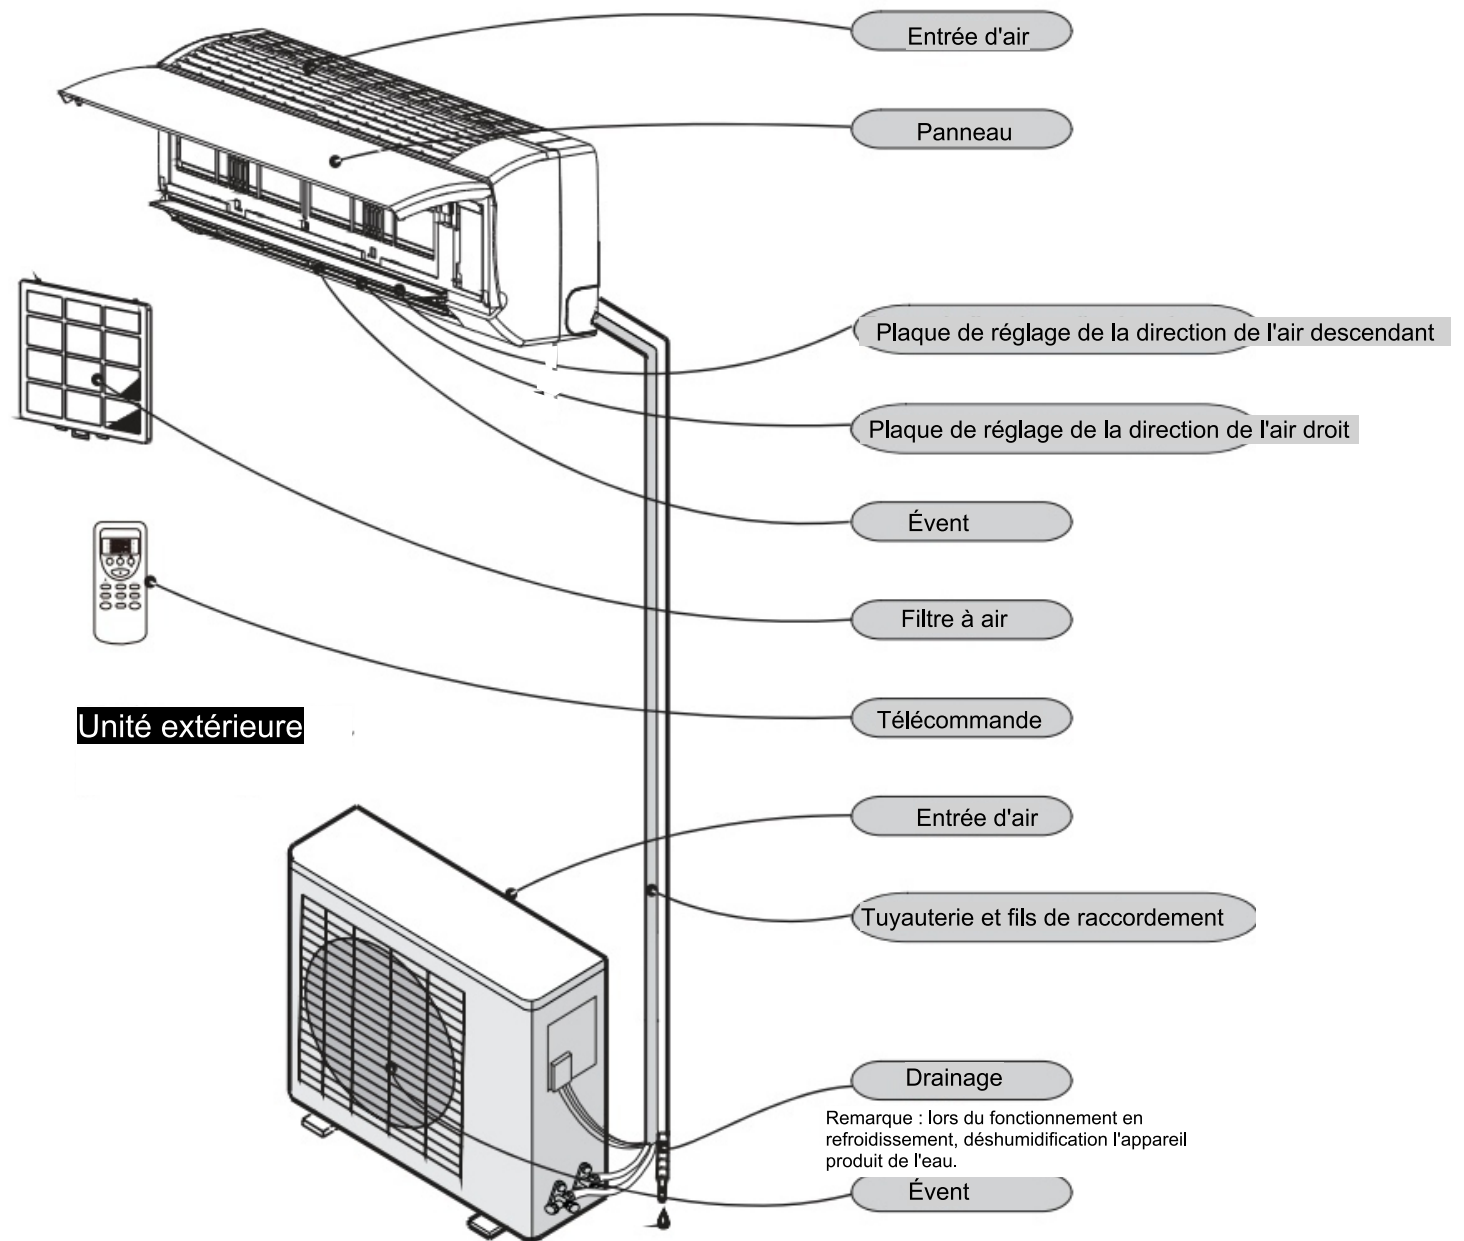 Entrée d'air
Panneau
Plaque de réglage de la direction de l'air descendant
Plaque de réglage de la direction de l'air droit
Évent
Filtre à air
Télécommande
Unité extérieure
Entrée d'air
Tuyauterie et fils de raccordement
Drainage
Remarque : lors du fonctionnement en
refroidissement, déshumidification l'appareil
produit de l'eau.
Évent